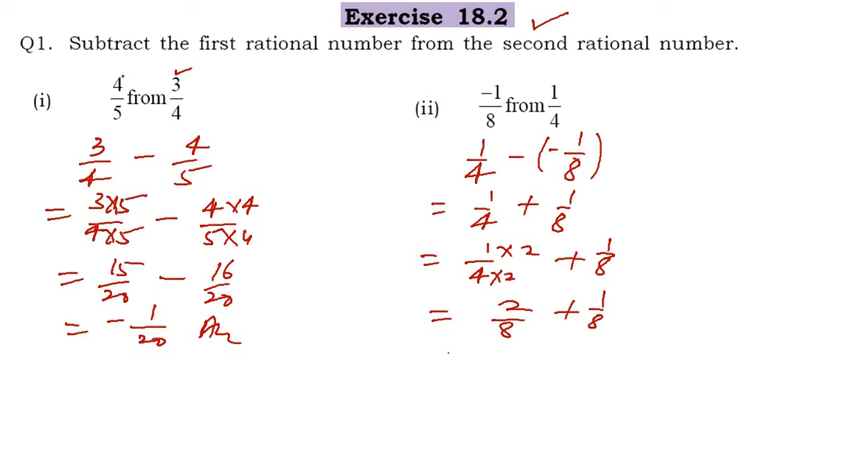 Exercise 18.2
Q1. Subtract the first rational number from the second rational number.
(i) 4/5 from 3/4
3/4 - 4/5
= 3×5/4×5 - 4×4/5×4
= 15/20 - 16/20
= -1/20 Ans
(ii) -1/8 from 1/4
1/4 - (-1/8)
= 1/4 + 1/8
= 1×2/4×2 + 1/8
= 2/8 + 1/8